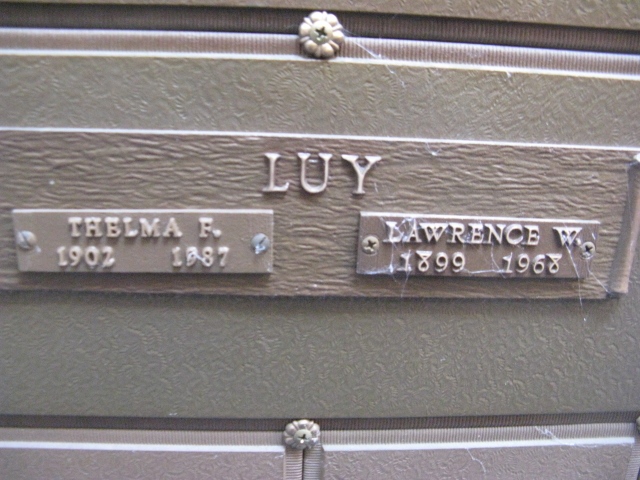 LUY
THELMA F.
1902 1987
LAWRENCE W.
1899 1968